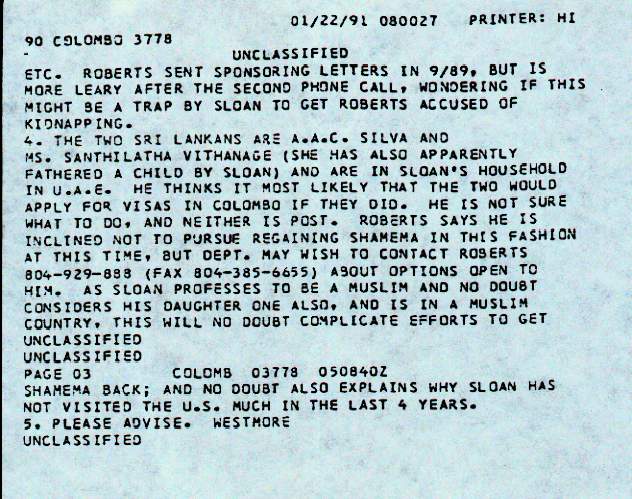 01/22/91 080027 PRINTER: HI
90 COLOMBO 3778
-
UNCLASSIFIED
ETC. ROBERTS SENT SPONSORING LETTERS IN 9/89, BUT IS
MORE LEARY AFTER THE SECOND PHONE CALL, WONDERING IF THIS
MIGHT BE A TRAP BY SLOAN TO GET ROBERTS ACCUSED OF
KIDNAPPING.
4. THE TWO SRI LANKANS ARE A.A.C. SILVA AND
MS. SANTHILATHA VITHANAGE (SHE HAS ALSO APPARENTLY
FATHERED A CHILD BY SLOAN) AND ARE IN SLOAN'S HOUSEHOLD
IN U.A.E. HE THINKS IT MOST LIKELY THAT THE TWO WOULD
APPLY FOR VISAS IN COLOMBO IF THEY DID. HE IS NOT SURE
WHAT TO DO, AND NEITHER IS POST. ROBERTS SAYS HE IS
INCLINED NOT TO PURSUE REGAINING SHAMEMA IN THIS FASHION
AT THIS TIME, BUT DEPT. MAY WISH TO CONTACT ROBERTS
804-929-888 (FAX 804-385-6655) ABOUT OPTIONS OPEN TO
HIM. AS SLOAN PROFESSES TO BE A MUSLIM AND NO DOUBT
CONSIDERS HIS DAUGHTER ONE ALSO, AND IS IN A MUSLIM
COUNTRY, THIS WILL NO DOUBT COMPLICATE EFFORTS TO GET
UNCLASSIFIED
UNCLASSIFIED
PAGE 03 COLOMB 03778 050840Z
SHAMEMA BACK; AND NO DOUBT ALSO EXPLAINS WHY SLOAN HAS
NOT VISITED THE U.S. MUCH IN THE LAST 4 YEARS.
5. PLEASE ADVISE. WESTMORE
UNCLASSIFIED